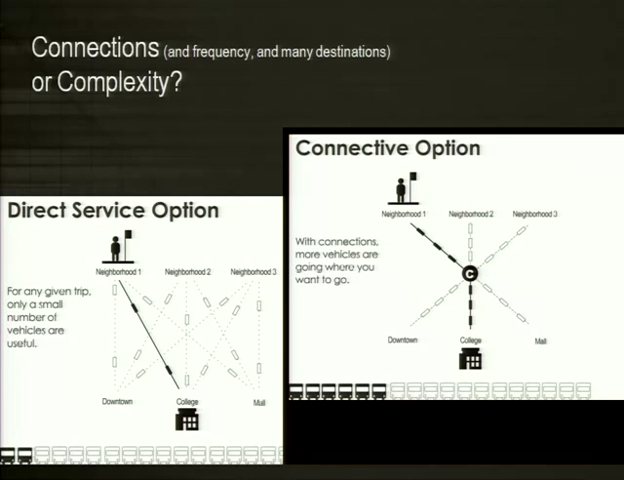 Connections (and frequency, and many destinations)
or Complexity?
Direct Service Option
Neighborhood 1 Neighborhood 2 Neighborhood 3
For any given trip,
only a small
number of
vehicles are
useful.
Downtown College Mall
Connective Option
Neighborhood 1 Neighborhood 2 Neighborhood 3
With connections,
more vehicles are
going where you
want to go.
C
Downtown College Mall